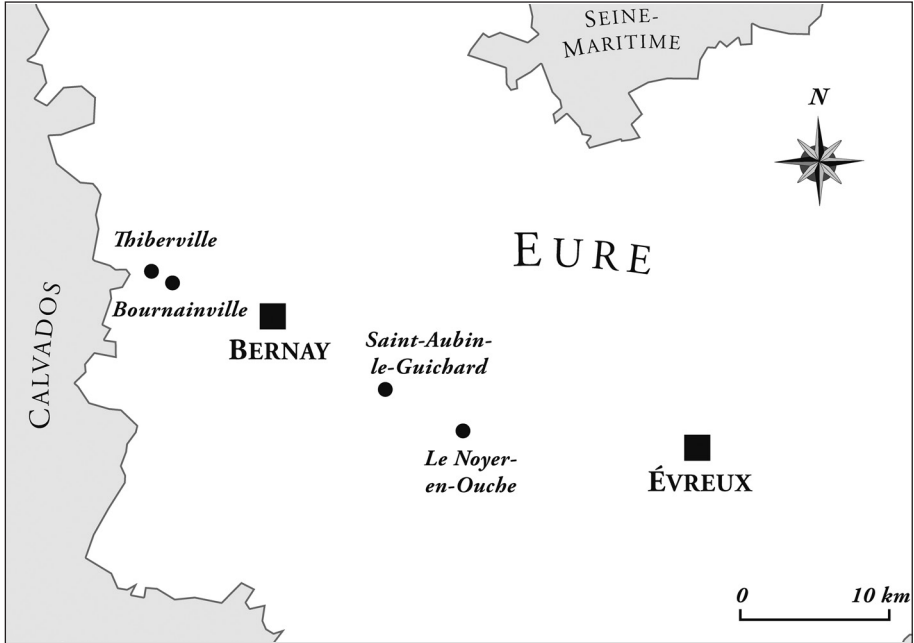 SEINE-
MARITIME
N
EURE
Thiberville
Bournainville
BERNAY
CALVADOS
Saint-Aubin-
le-Guichard
Le Noyer-
en-Ouche
ÉVREUX
0 10 km